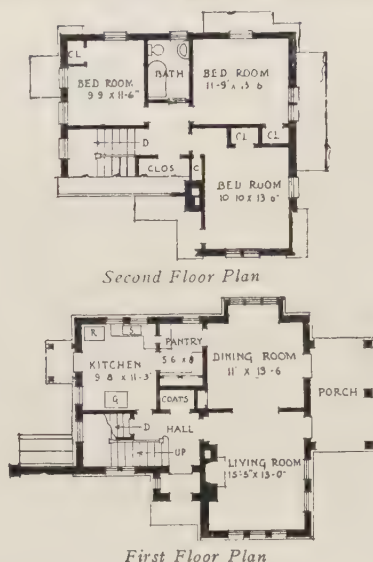 CL
BED ROOM
9 9 x 11-6"
BATH
BED ROOM
11-9' x 13 6
D
CLOS
C
CL
CL
BED ROOM
10 10 x 13 0"
Second Floor Plan
R
S
PANTRY
5 6 x 8
KITCHEN
9-8 x 11-3'
DINING ROOM
11' x 13-6
PORCH
G
COATS
D
HALL
UP
LIVING ROOM
15'-5" x 13-0"
First Floor Plan